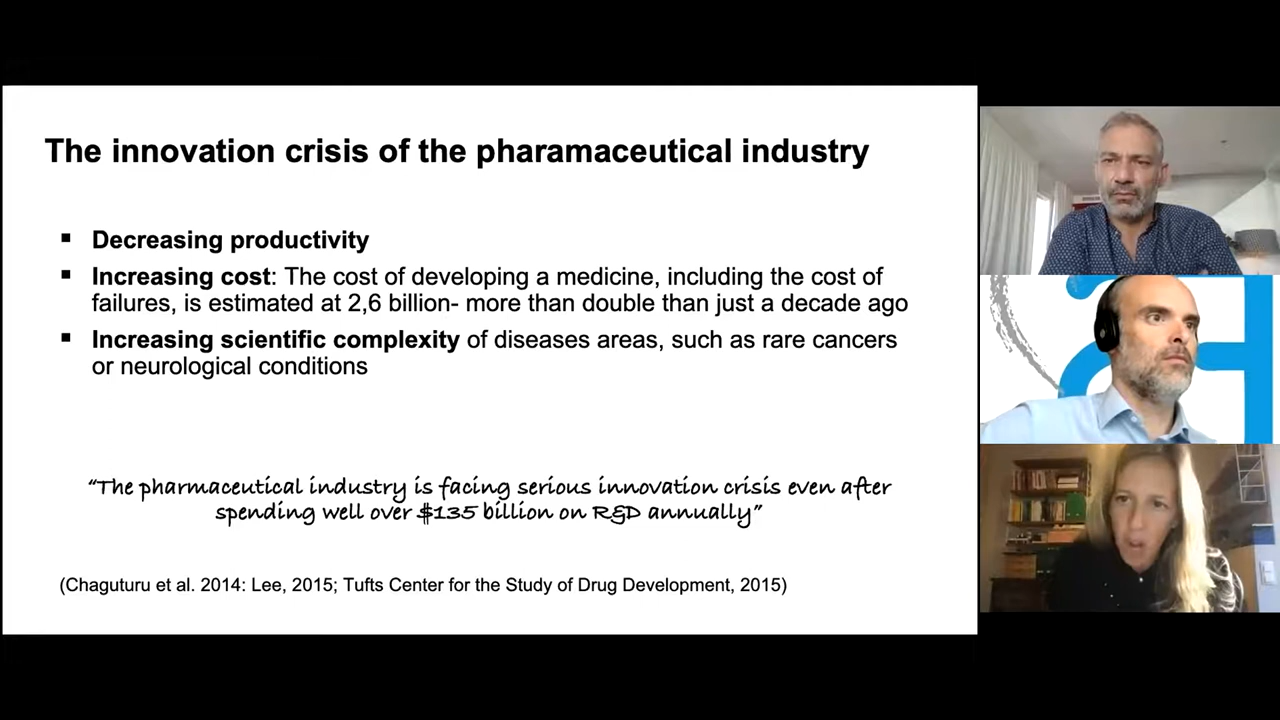 The innovation crisis of the pharamaceutical industry
▪ Decreasing productivity
▪ Increasing cost: The cost of developing a medicine, including the cost of
failures, is estimated at 2,6 billion- more than double than just a decade ago
▪ Increasing scientific complexity of diseases areas, such as rare cancers
or neurological conditions
“The pharmaceutical industry is facing serious innovation crisis even after
spending well over $135 billion on R&D annually”
(Chaguturu et al. 2014: Lee, 2015; Tufts Center for the Study of Drug Development, 2015)